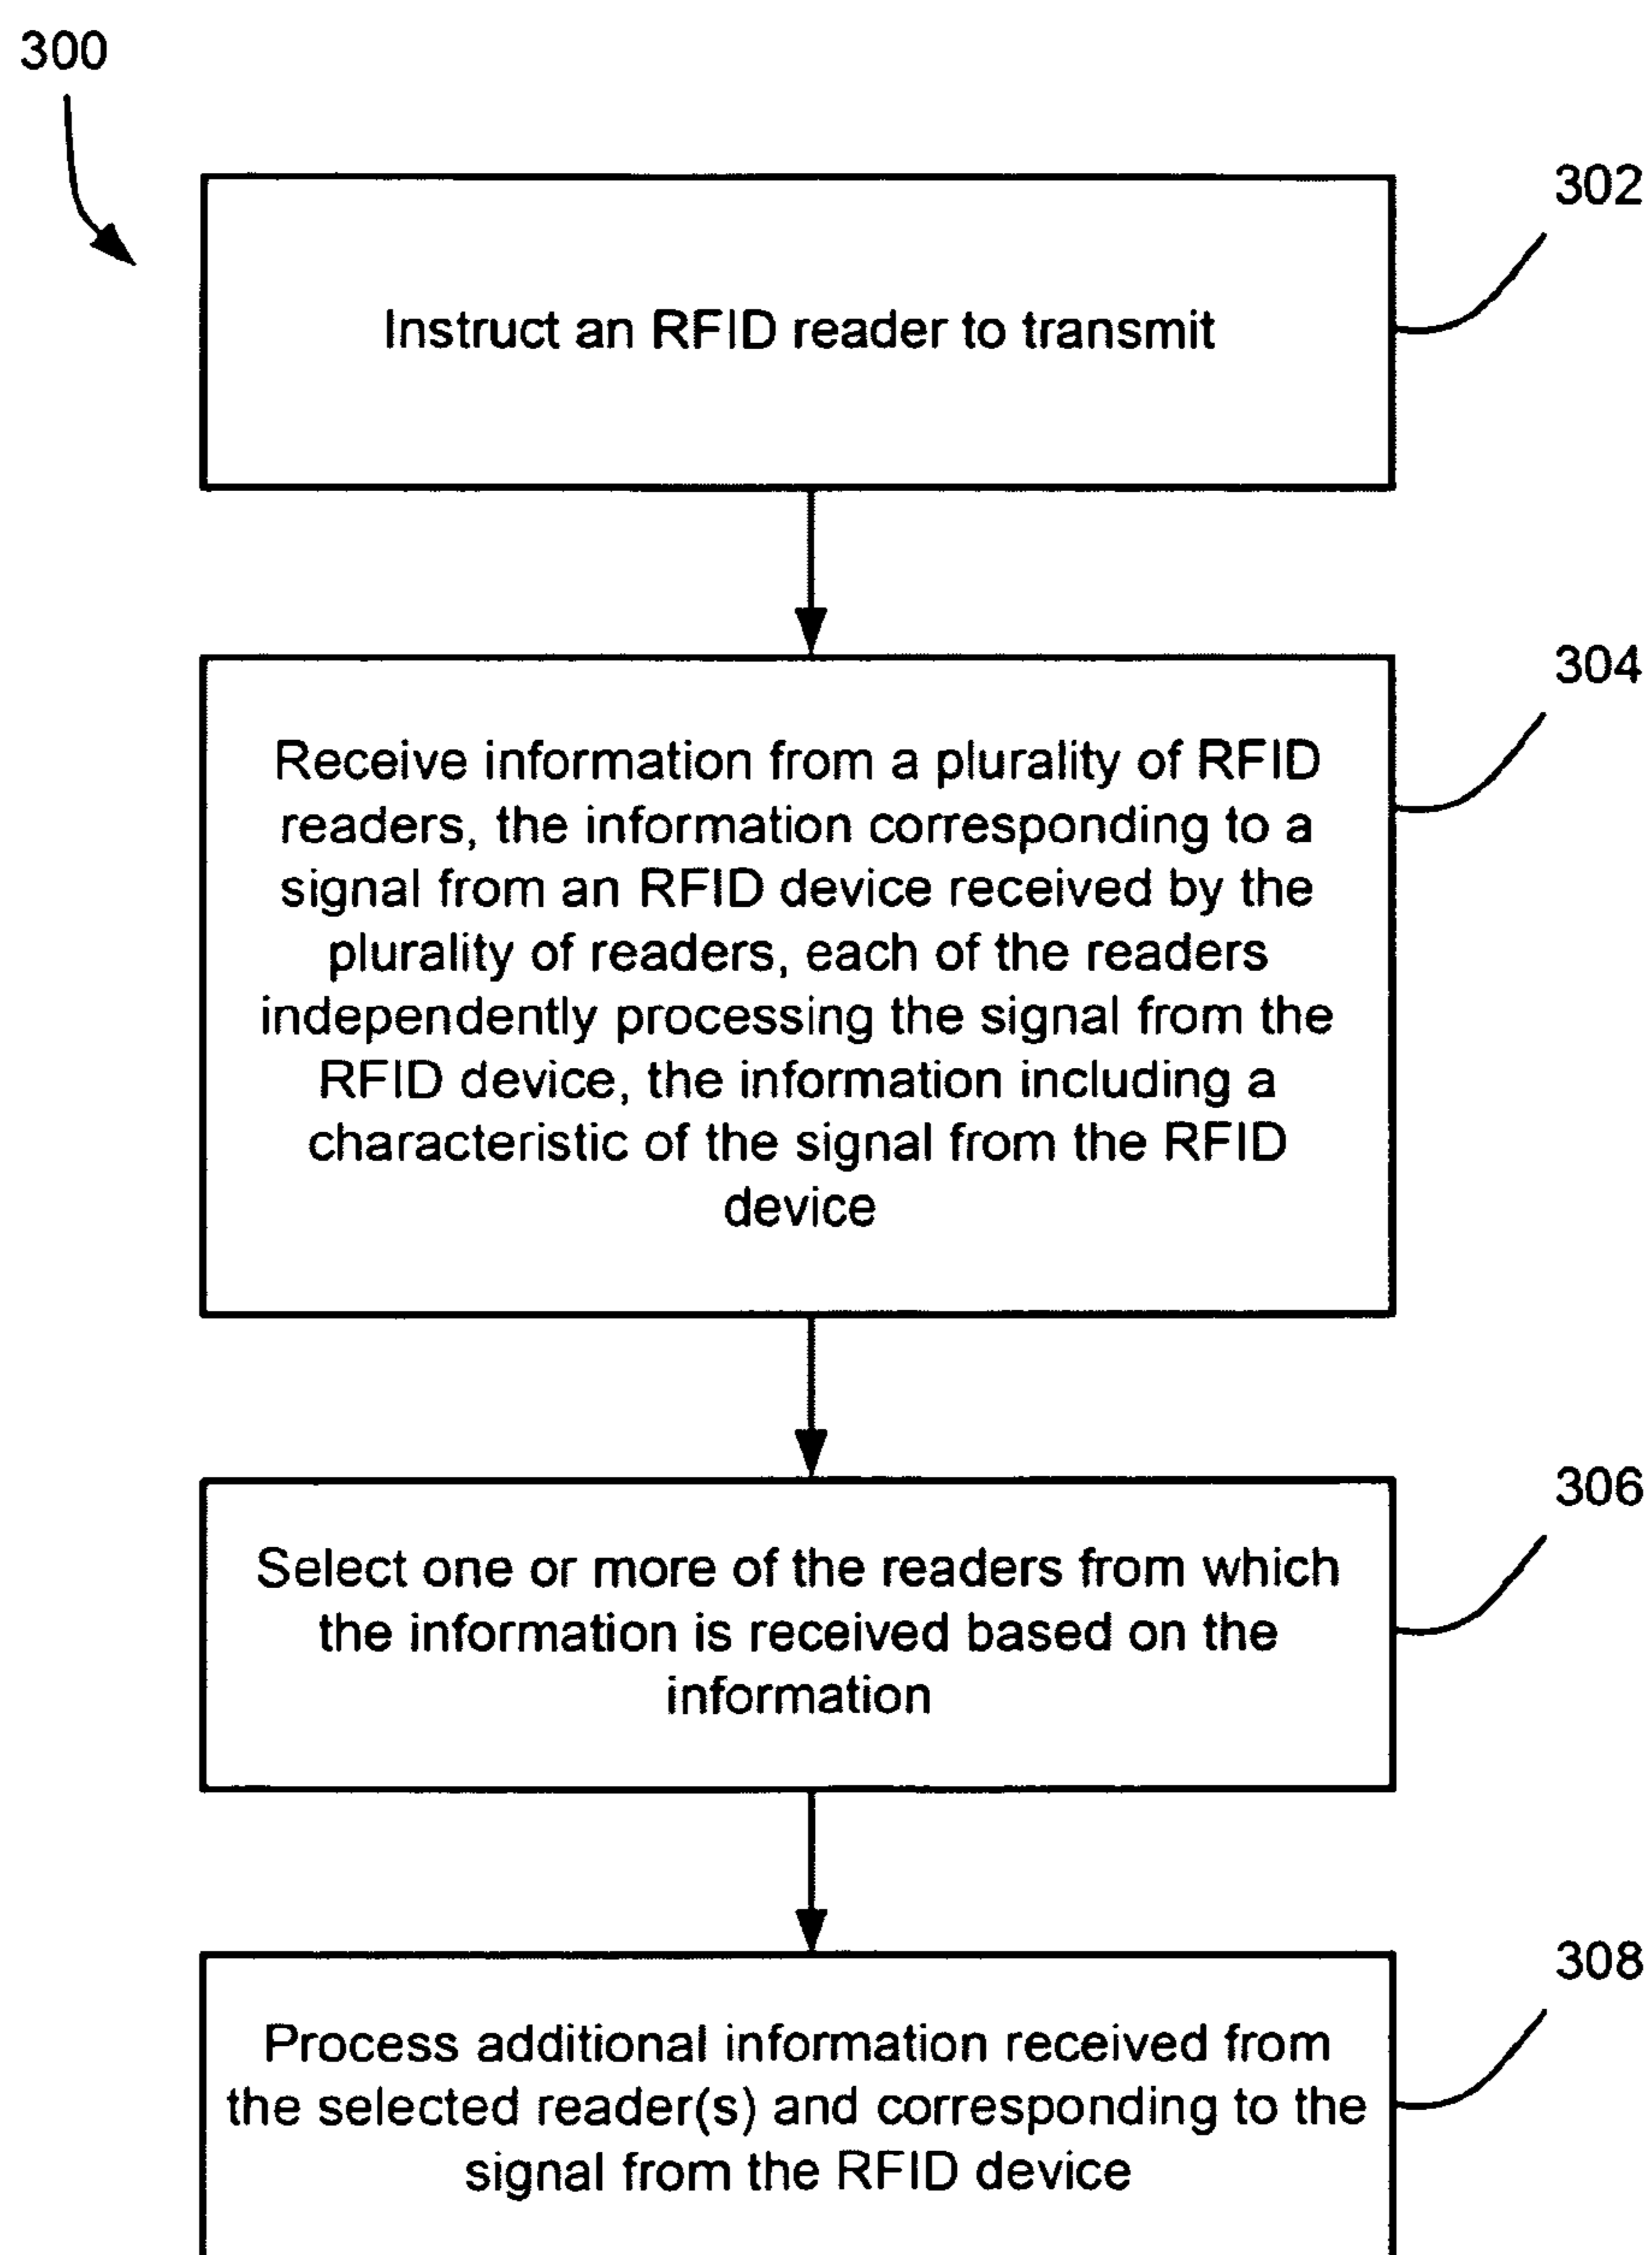 300
302
Instruct an RFID reader to transmit
304
Receive information from a plurality of RFID
readers, the information corresponding to a
signal from an RFID device received by the
plurality of readers, each of the readers
independently processing the signal from the
RFID device, the information including a
characteristic of the signal from the RFID
device
306
Select one or more of the readers from which
the information is received based on the
information
308
Process additional information received from
the selected reader(s) and corresponding to the
signal from the RFID device